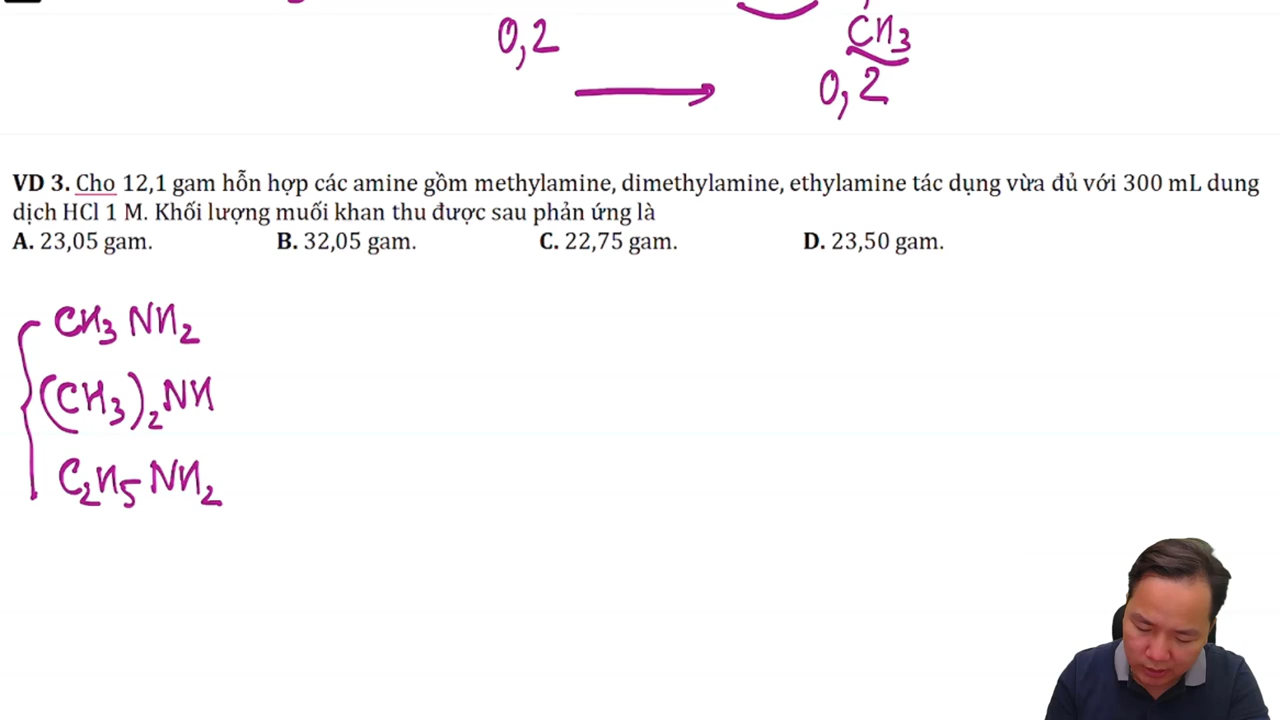 0,2
CH3
0,2
VD 3. Cho 12,1 gam hỗn hợp các amine gồm methylamine, dimethylamine, ethylamine tác dụng vừa đủ với 300 mL dung
dịch HCl 1 M. Khối lượng muối khan thu được sau phản ứng là
A. 23,05 gam. B. 32,05 gam. C. 22,75 gam. D. 23,50 gam.
CH3NH2
(CH3)2NH
C2H5NH2